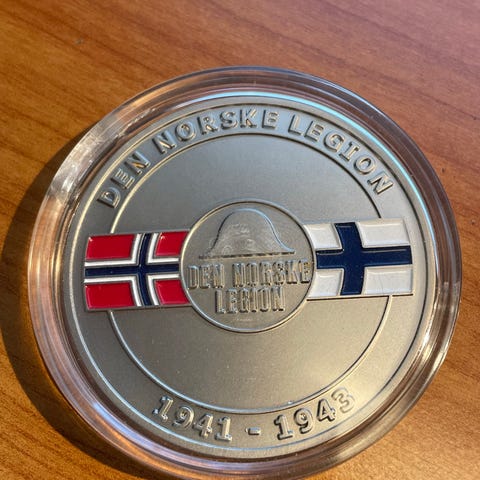 DEN NORSKE LEGION
DEN NORSKE
LEGION
1941 - 1943